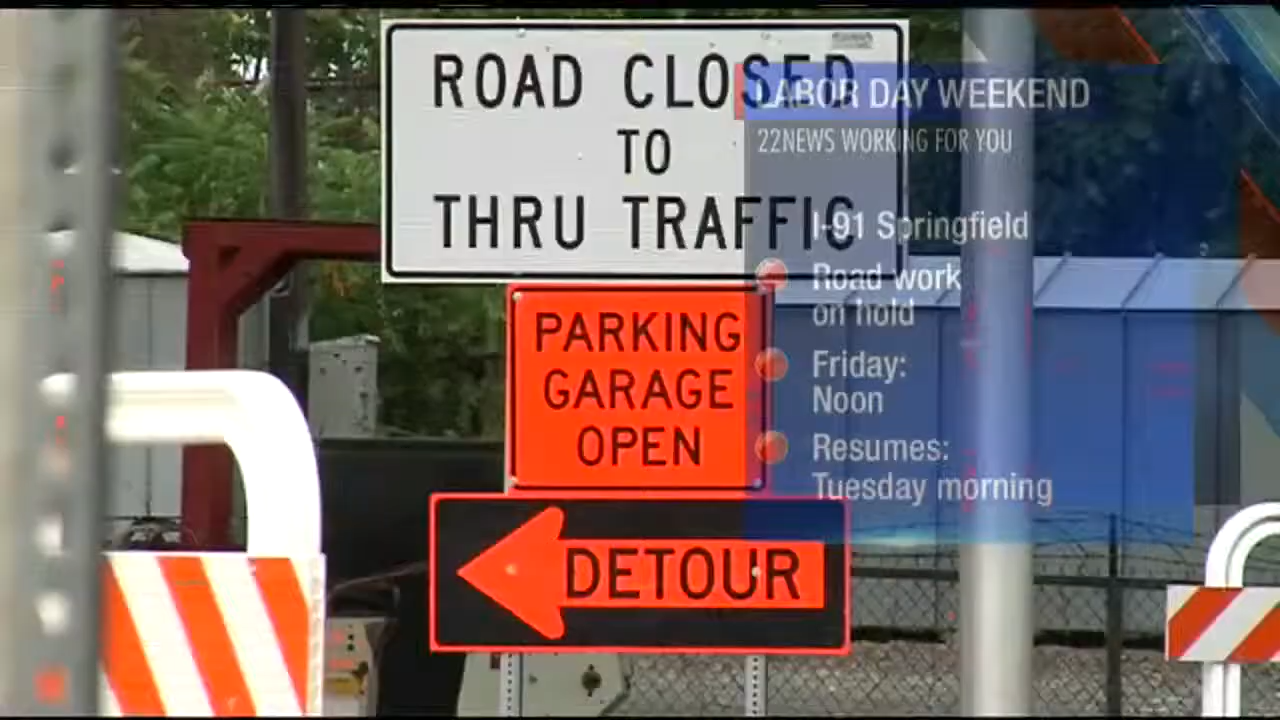 ROAD CLOSED
TO
THRU TRAFFIC
PARKING
GARAGE
OPEN
DETOUR
LABOR DAY WEEKEND
22NEWS WORKING FOR YOU
I-91 Springfield
Road work
on hold
Friday:
Noon
Resumes:
Tuesday morning